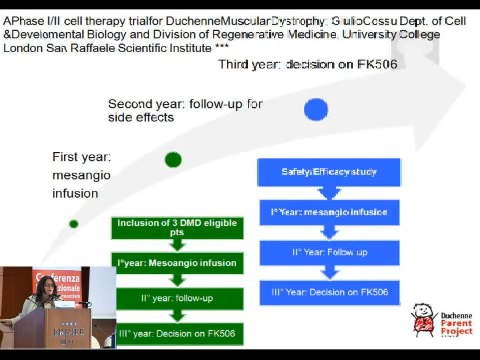 APhase I/II cell therapy trialfor DuchenneMuscularDystrophy: GiulioCossu Dept. of Cell
&Develomental Biology and Division of Regenerative Medicine, University College
London San Raffaele Scientific Institute ***
Third year: decision on FK506
Second year: follow-up for
side effects
First year:
mesangio
infusion
Inclusion of 3 DMD eligible
pts
I°year: Mesoangio infusion
II° year: follow-up
III° year: Decision on FK506
Safety/Efficacy study
I° Year: mesangio infusion
II° Year: Follow up
III° Year: Decision on FK506
Duchenne
Parent
Project